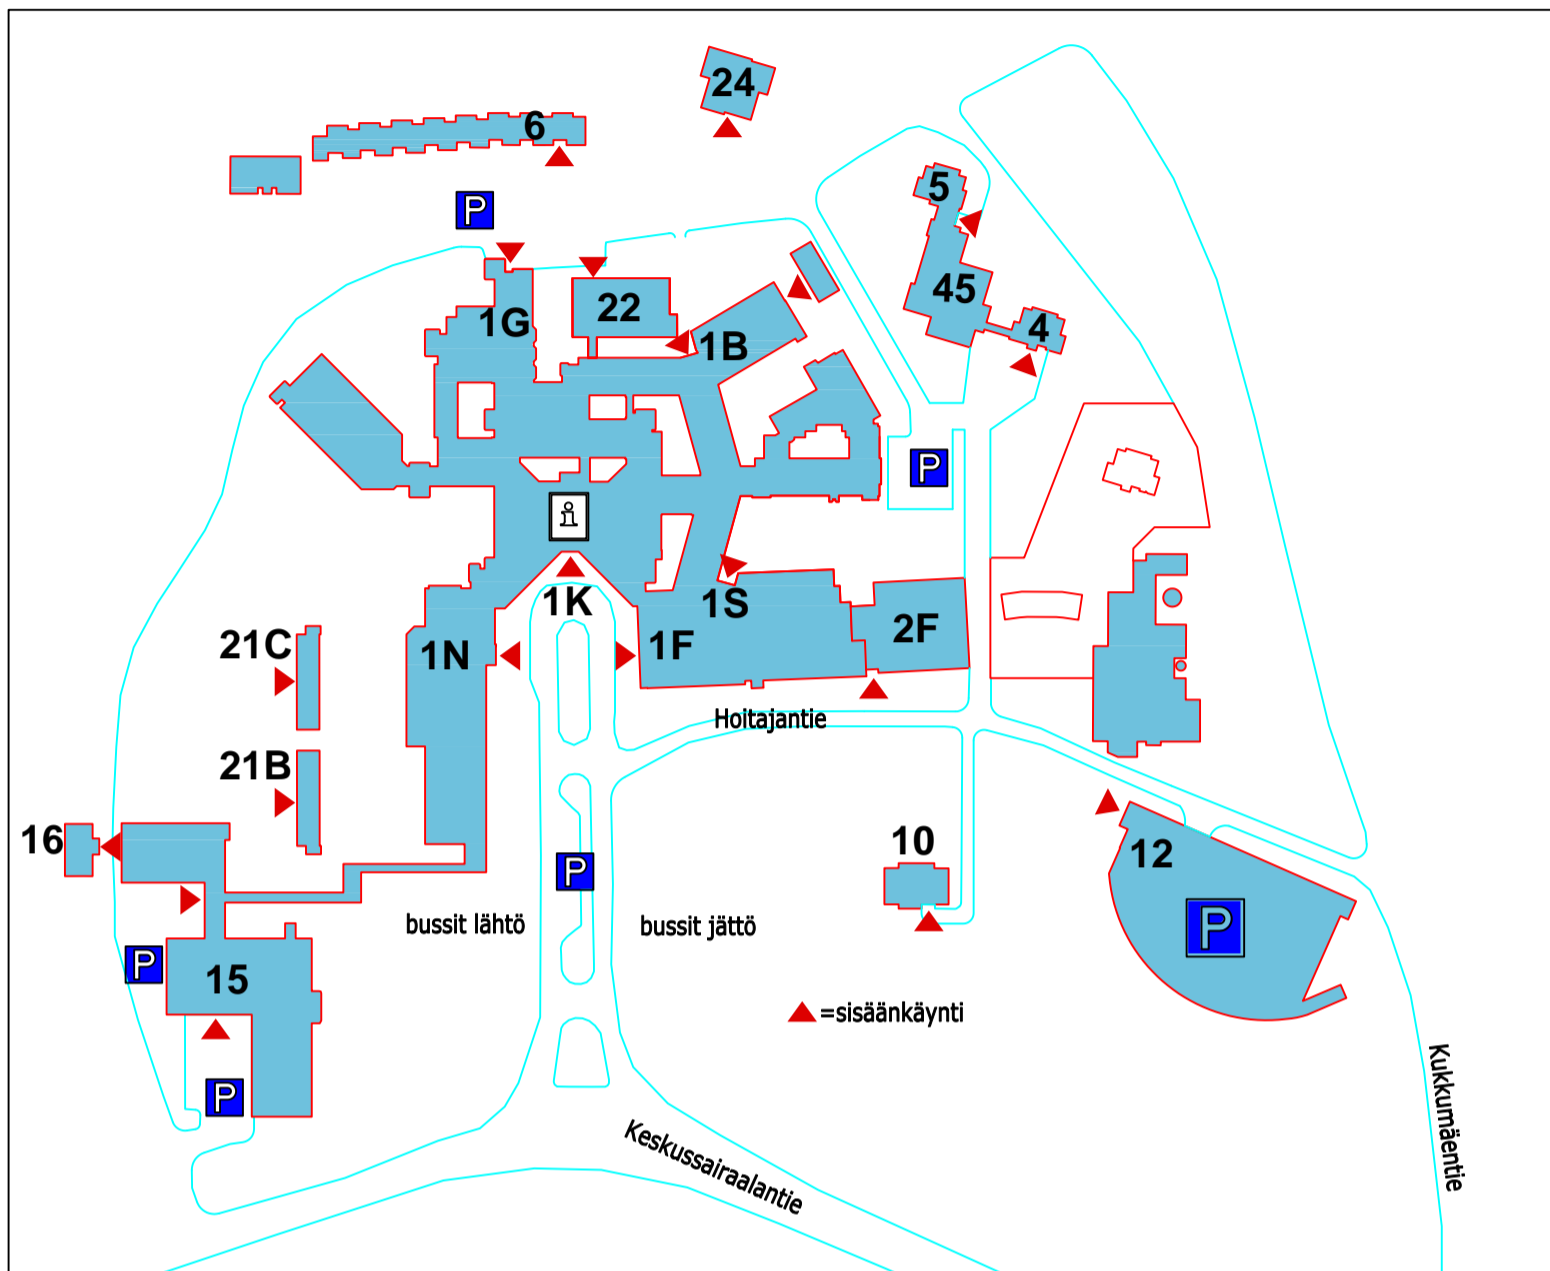 24
6
P
5
45
4
1G
22
1B
P
i
1K
1S
1F
2F
21C
1N
Hoitajantie
21B
16
10
12
P
bussit lähtö
bussit jättö
P
P
15
=sisäänkäynti
P
Kukkumäentie
Keskussairaalantie